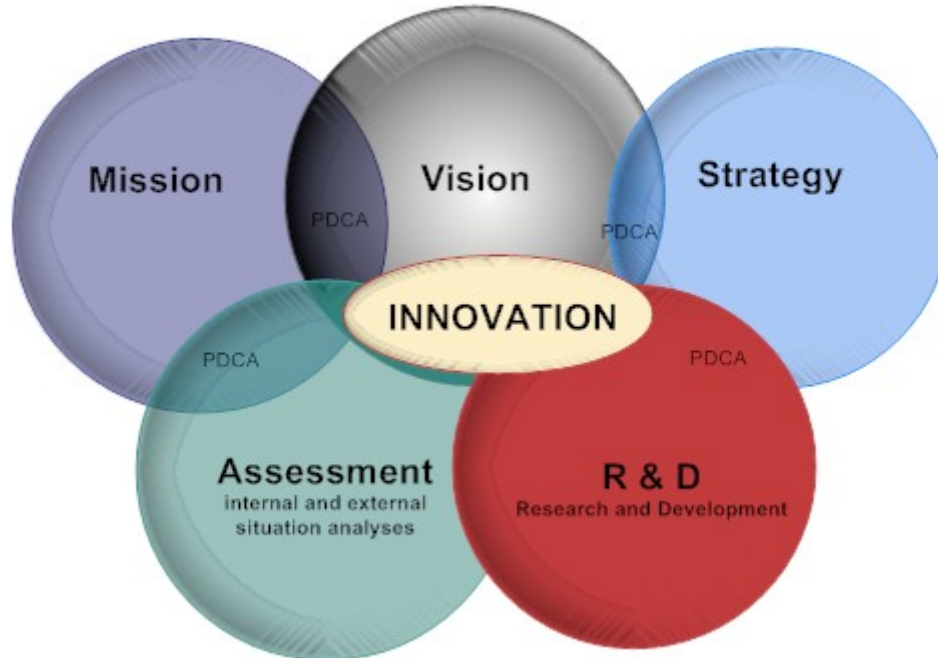 Mission
Vision
Strategy
PDCA
PDCA
INNOVATION
PDCA
PDCA
Assessment
internal and external
situation analyses
R & D
Research and Development